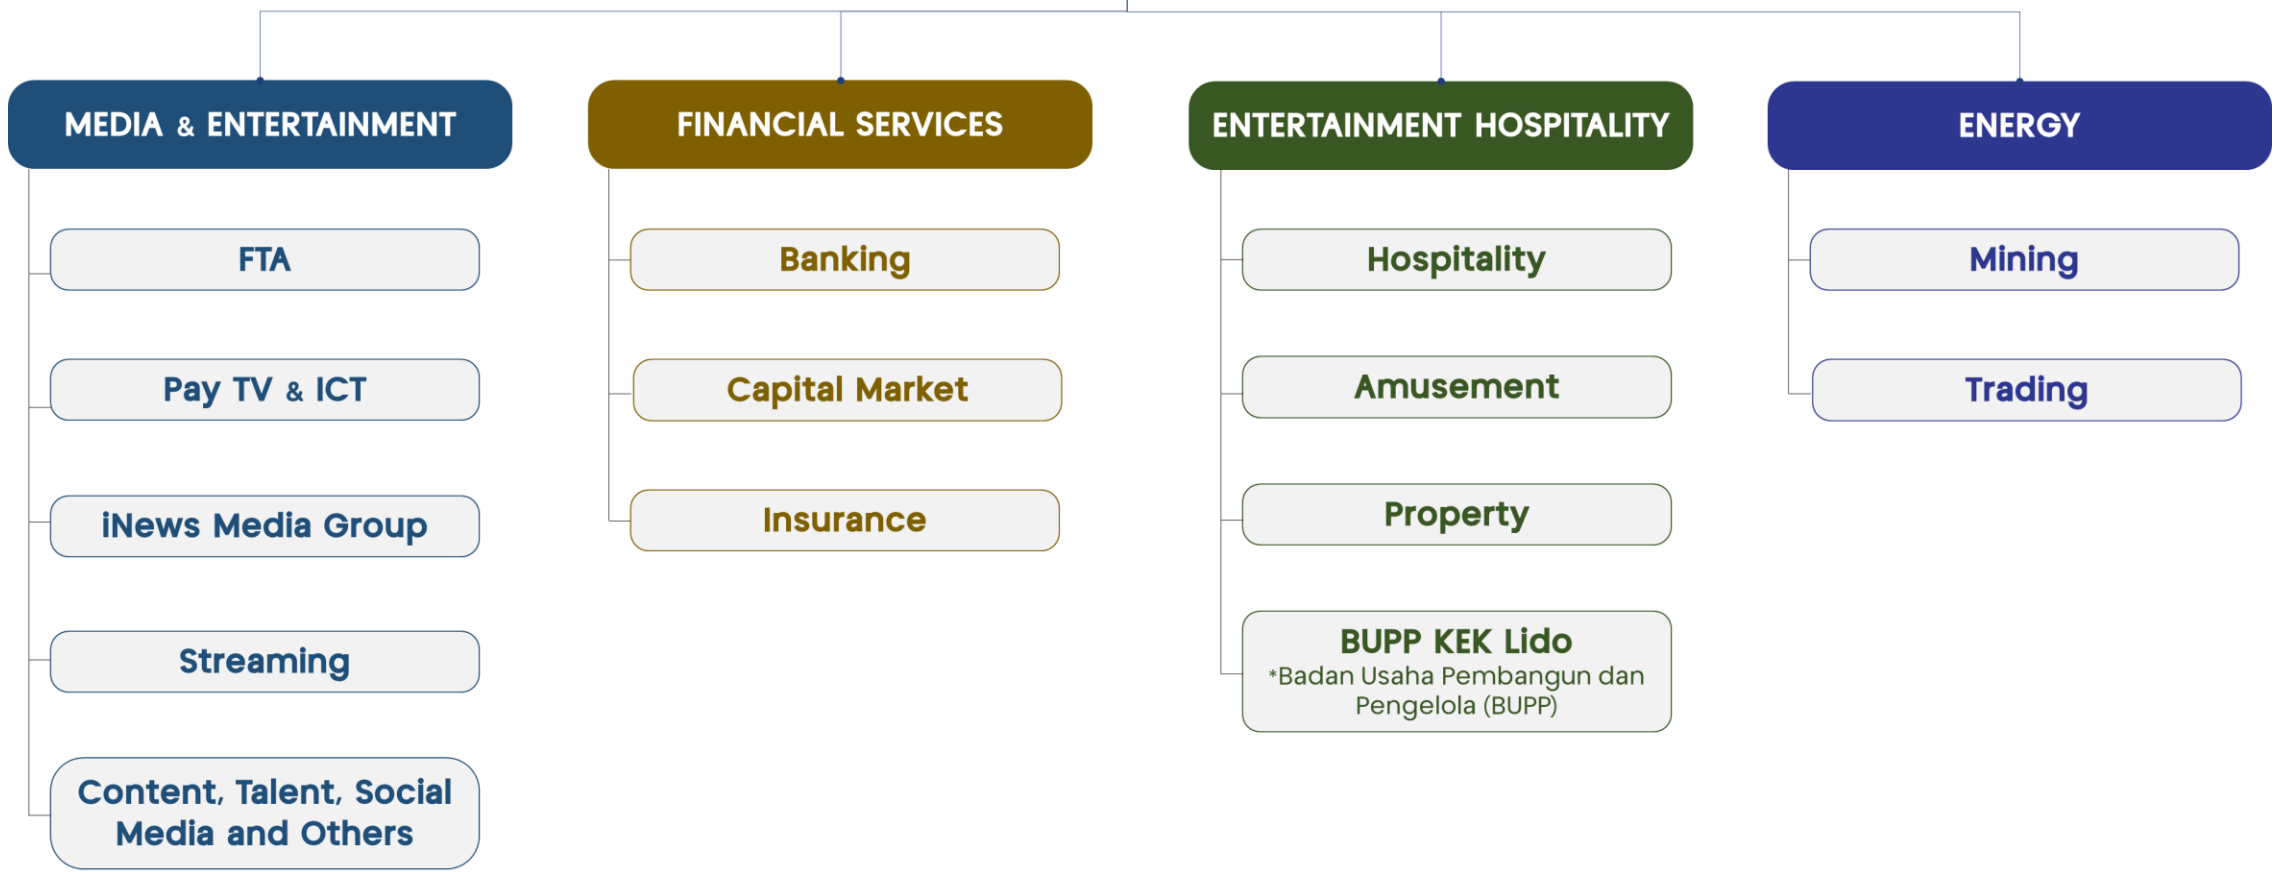 MEDIA & ENTERTAINMENT
FTA
Pay TV & ICT
iNews Media Group
Streaming
Content, Talent, Social
Media and Others
FINANCIAL SERVICES
Banking
Capital Market
Insurance
ENTERTAINMENT HOSPITALITY
Hospitality
Amusement
Property
BUPP KEK Lido
*Badan Usaha Pembangun dan
Pengelola (BUPP)
ENERGY
Mining
Trading